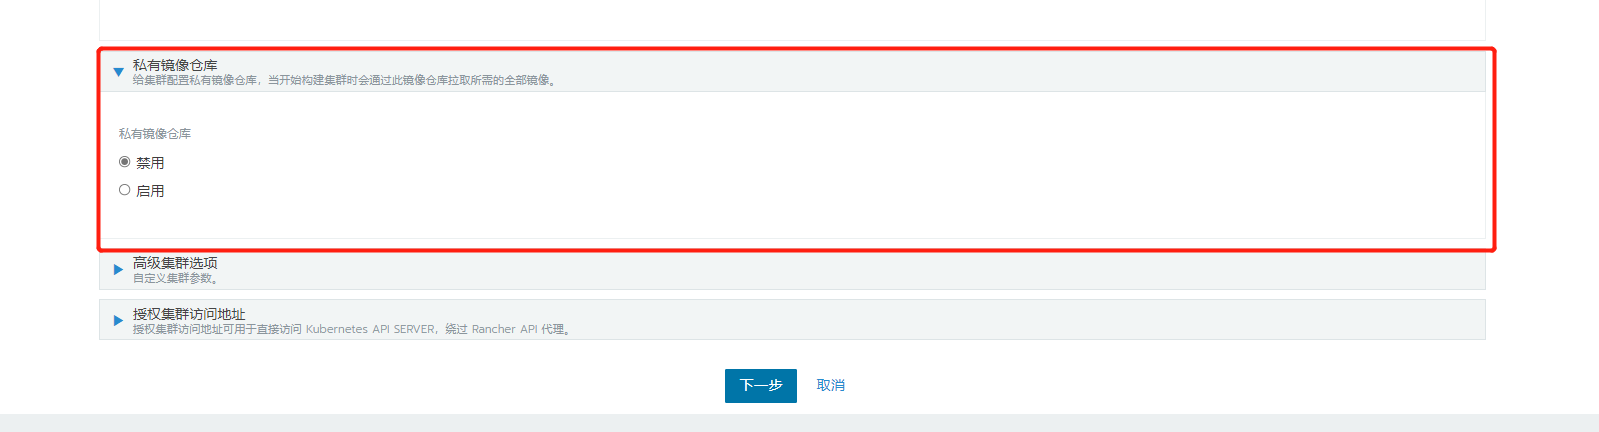 私有镜像仓库
给集群配置私有镜像仓库，当开始构建集群时会通过此镜像仓库拉取所需的全部镜像。
私有镜像仓库
禁用
启用
高级集群选项
自定义集群参数。
授权集群访问地址
授权集群访问地址可用于直接访问 Kubernetes API SERVER，绕过 Rancher API 代理。
下一步 取消